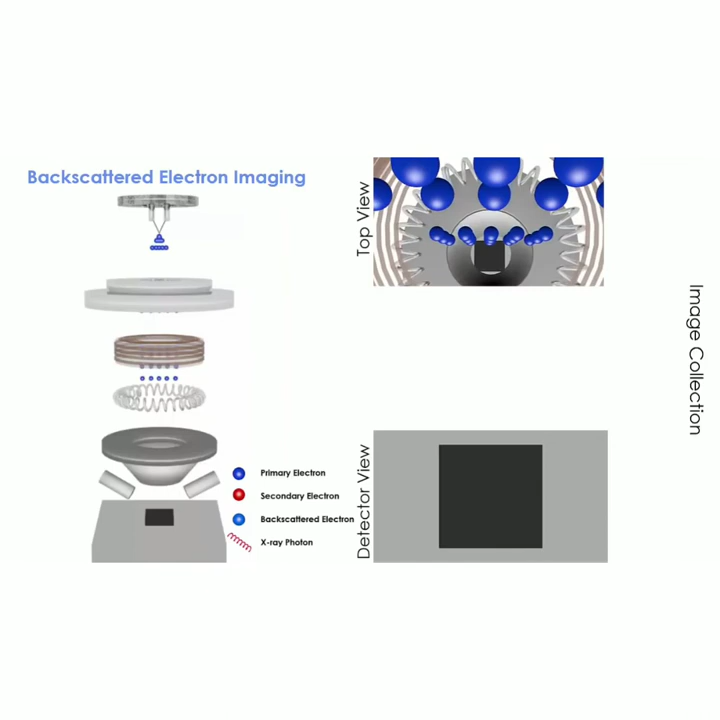 Backscattered Electron Imaging
Top View
Image Collection
Primary Electron
Secondary Electron
Backscattered Electron
X-ray Photon
Detector View